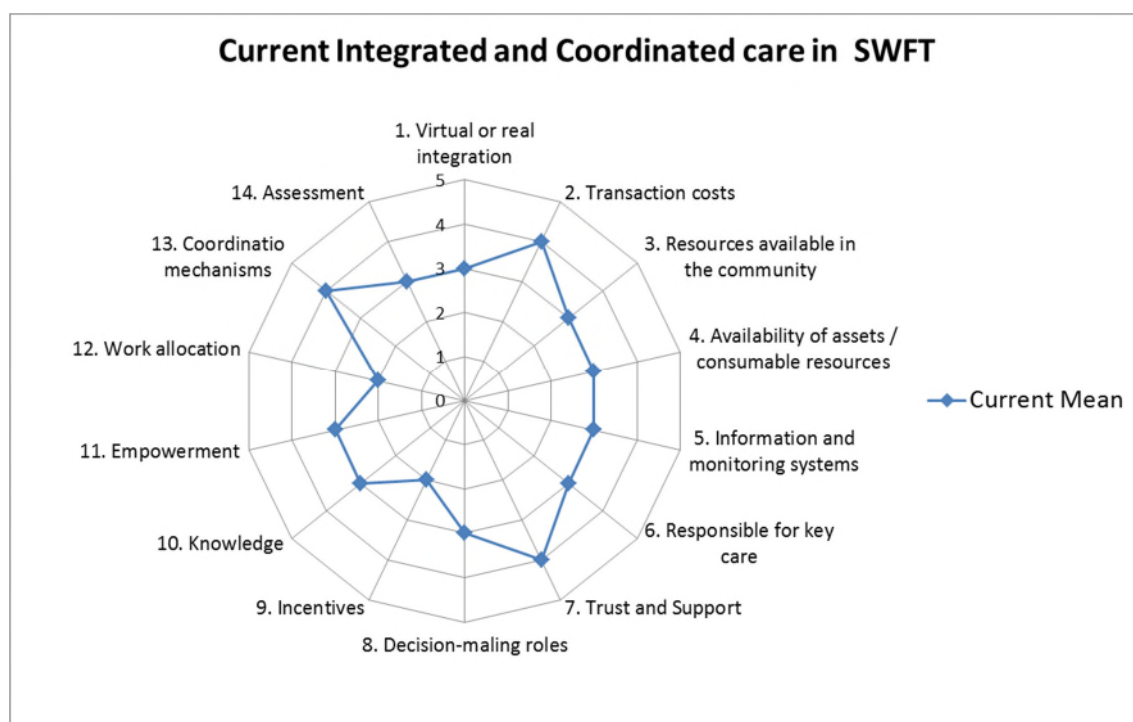 Current Integrated and Coordinated care in SWFT
1. Virtual or real
integration
2. Transaction costs
3. Resources available in
the community
4. Availability of assets /
consumable resources
5. Information and
monitoring systems
6. Responsible for key
care
7. Trust and Support
8. Decision-maling roles
9. Incentives
10. Knowledge
11. Empowerment
12. Work allocation
13. Coordinatio
mechanisms
14. Assessment
5
4
3
2
1
0
Current Mean